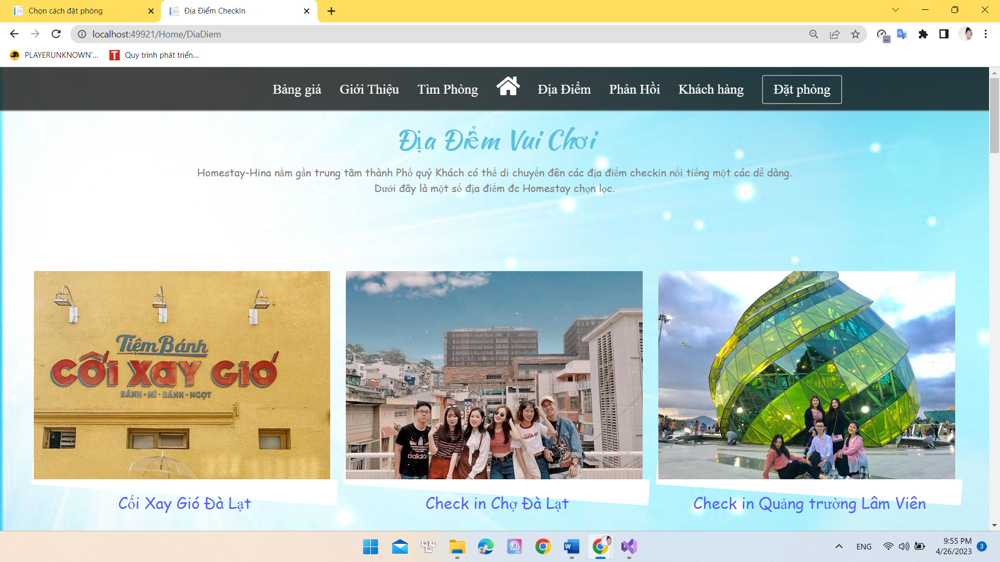 Chọn cách đặt phòng
Địa Điểm CheckIn
localhost:49921/Home/DiaDiem
PLAYERUNKNOWN'...
Quy trình phát triển...
Bảng giá
Giới Thiệu
Tìm Phòng
Địa Điểm
Phản Hồi
Khách hàng
Đặt phòng
Địa Điểm Vui Chơi
Homestay-Hina nằm gần trung tâm thành Phố quý Khách có thể di chuyển đên các địa điểm checkin nổi tiếng một các dễ dàng.
Dưới đây là một số địa điểm đc Homestay chọn lọc.
Tiệm Bánh
CỐI XAY GIÓ
BÁNH · MÌ · BÁNH · NGỌT
adidas
Cối Xay Gió Đà Lạt
Check in Chợ Đà Lạt
Check in Quảng trường Lâm Viên
ENG
9:55 PM
4/26/2023
3